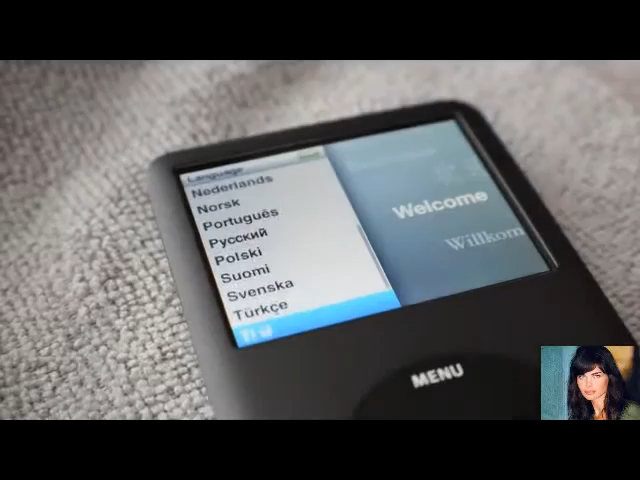 Language
Nederlands
Norsk
Português
Русский
Polski
Suomi
Svenska
Türkçe
Welcome
Willkom
MENU